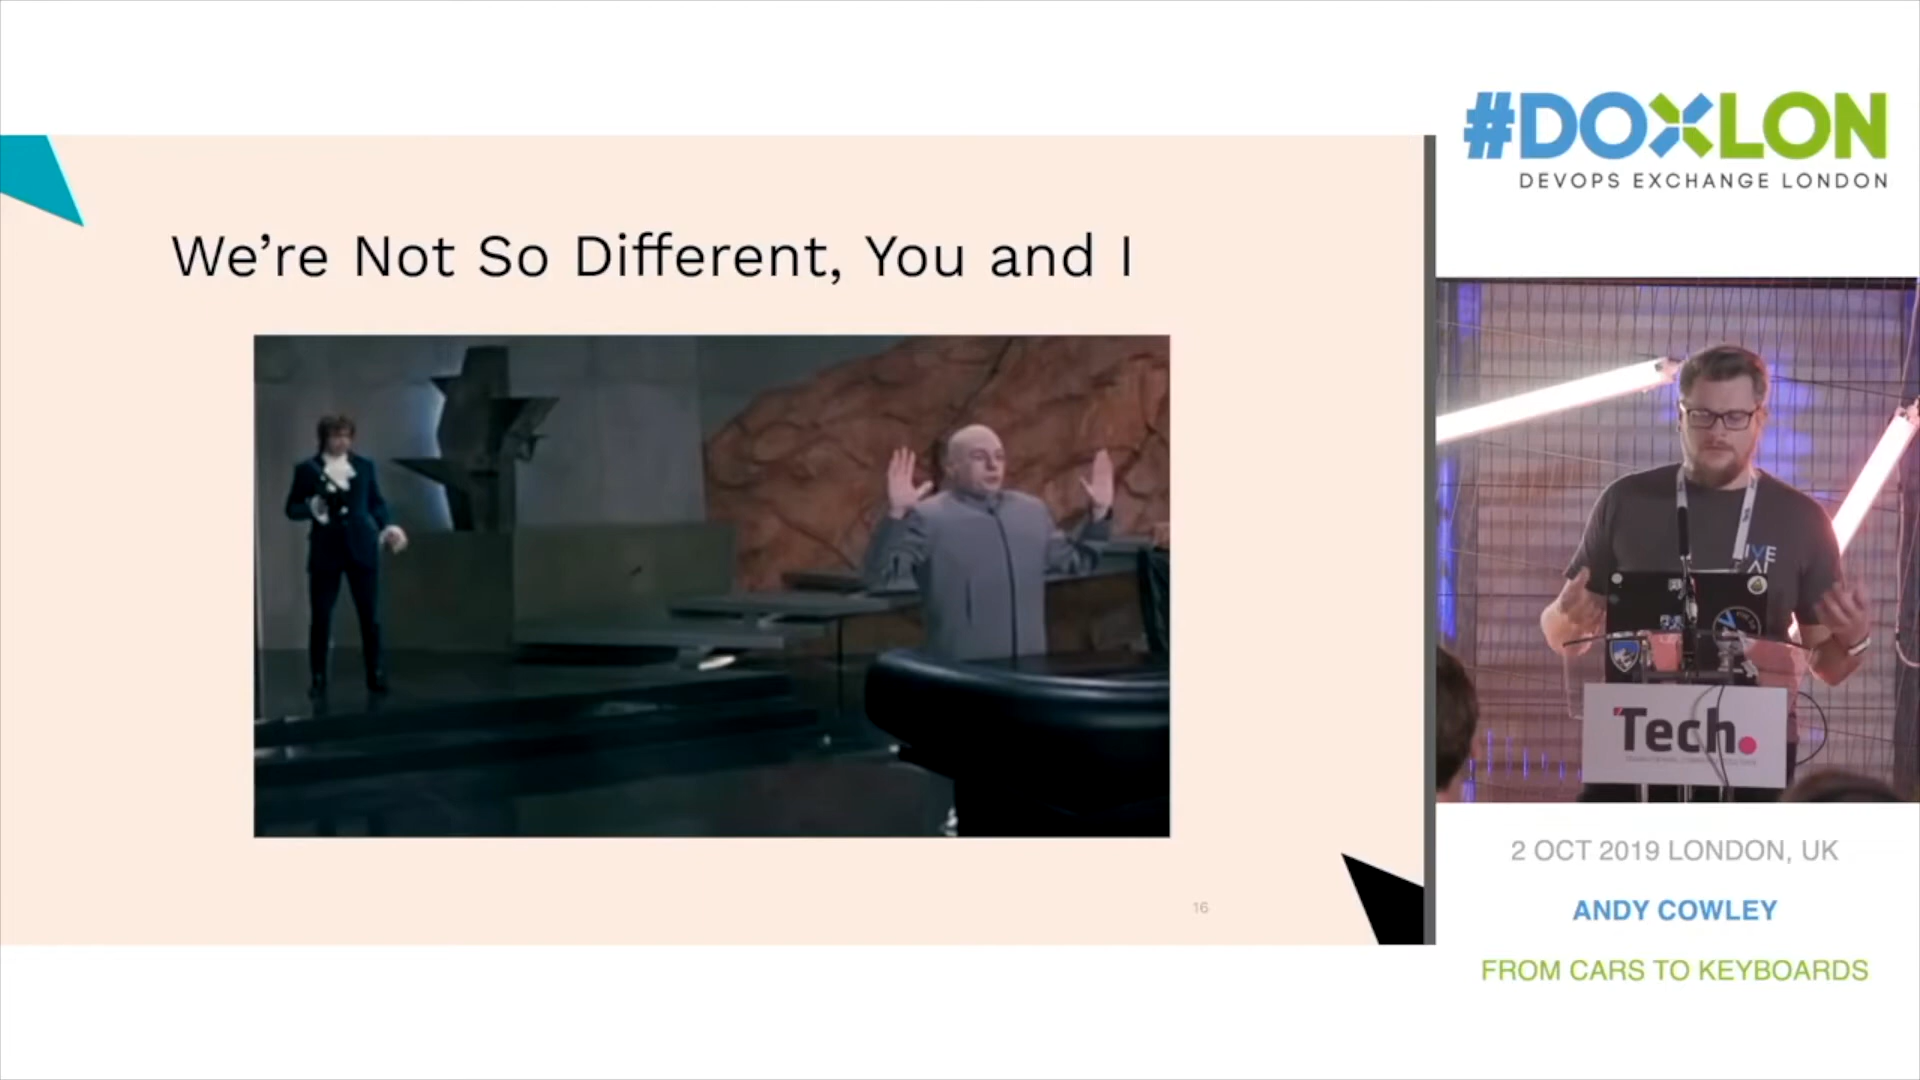 #DOXLON
DEVOPS EXCHANGE LONDON
We’re Not So Different, You and I
16
Tech.
2 OCT 2019 LONDON, UK
ANDY COWLEY
FROM CARS TO KEYBOARDS